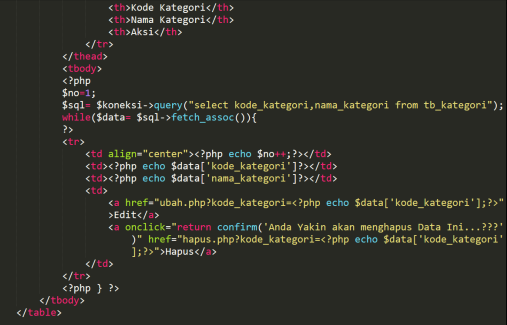 <th>Kode Kategori</th>
<th>Nama Kategori</th>
<th>Aksi</th>
</tr>
</thead>
<tbody>
<?php
$no=1;
$sql= $koneksi->query("select kode_kategori,nama_kategori from tb_kategori");
while($data= $sql->fetch_assoc()){
?>
<tr>
<td align="center"><?php echo $no++;?></td>
<td><?php echo $data['kode_kategori']?></td>
<td><?php echo $data['nama_kategori']?></td>
<td>
<a href="ubah.php?kode_kategori=<?php echo $data['kode_kategori'];?>"
>Edit</a>
<a onclick="return confirm('Anda Yakin akan menghapus Data Ini...???'
)" href="hapus.php?kode_kategori=<?php echo $data['kode_kategori'
];?>">Hapus</a>
</td>
</tr>
<?php } ?>
</tbody>
</table>